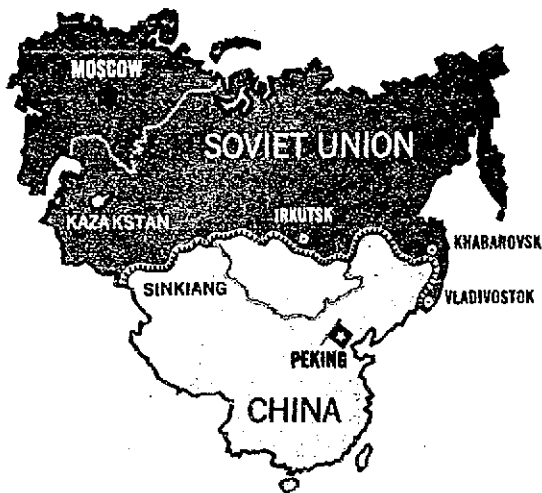 MOSCOW
SOVIET UNION
KAZAKSTAN
IRKUTSK
KHABAROVSK
SINKIANG
VLADIVOSTOK
PEKING
CHINA